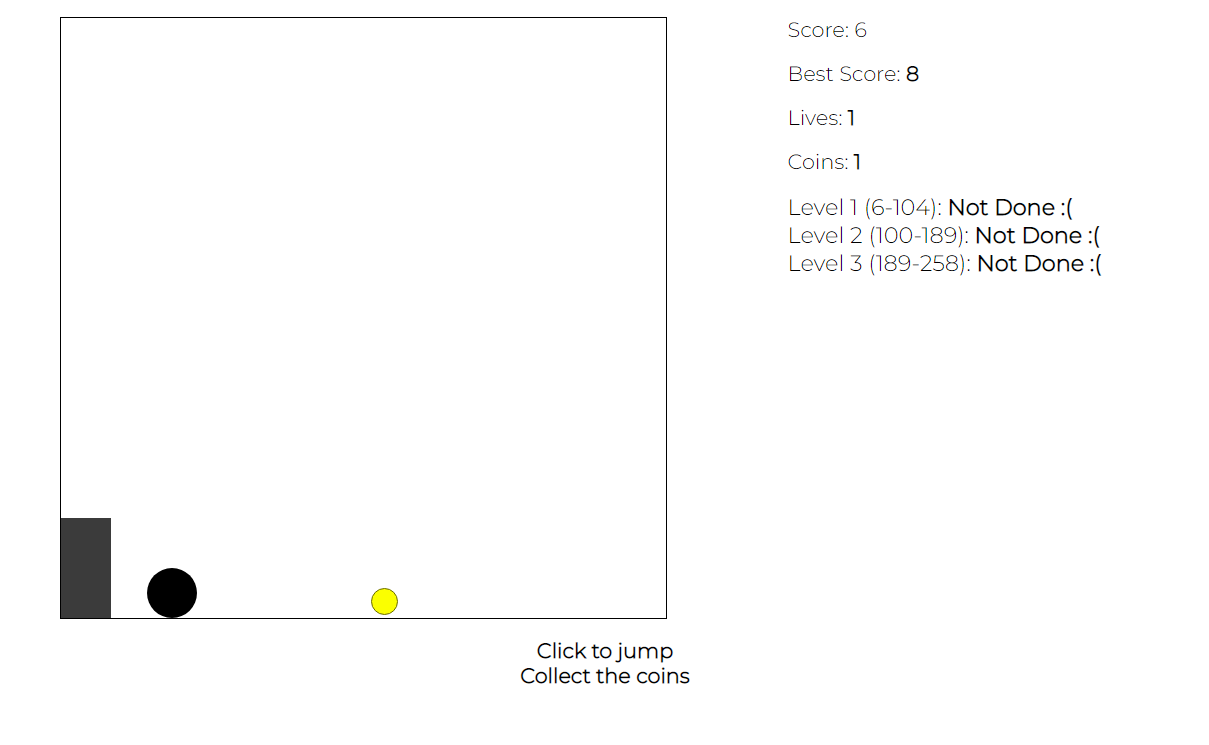 Score: 6
Best Score: 8
Lives: 1
Coins: 1
Level 1 (6-104): Not Done :(
Level 2 (100-189): Not Done :(
Level 3 (189-258): Not Done :(
Click to jump
Collect the coins